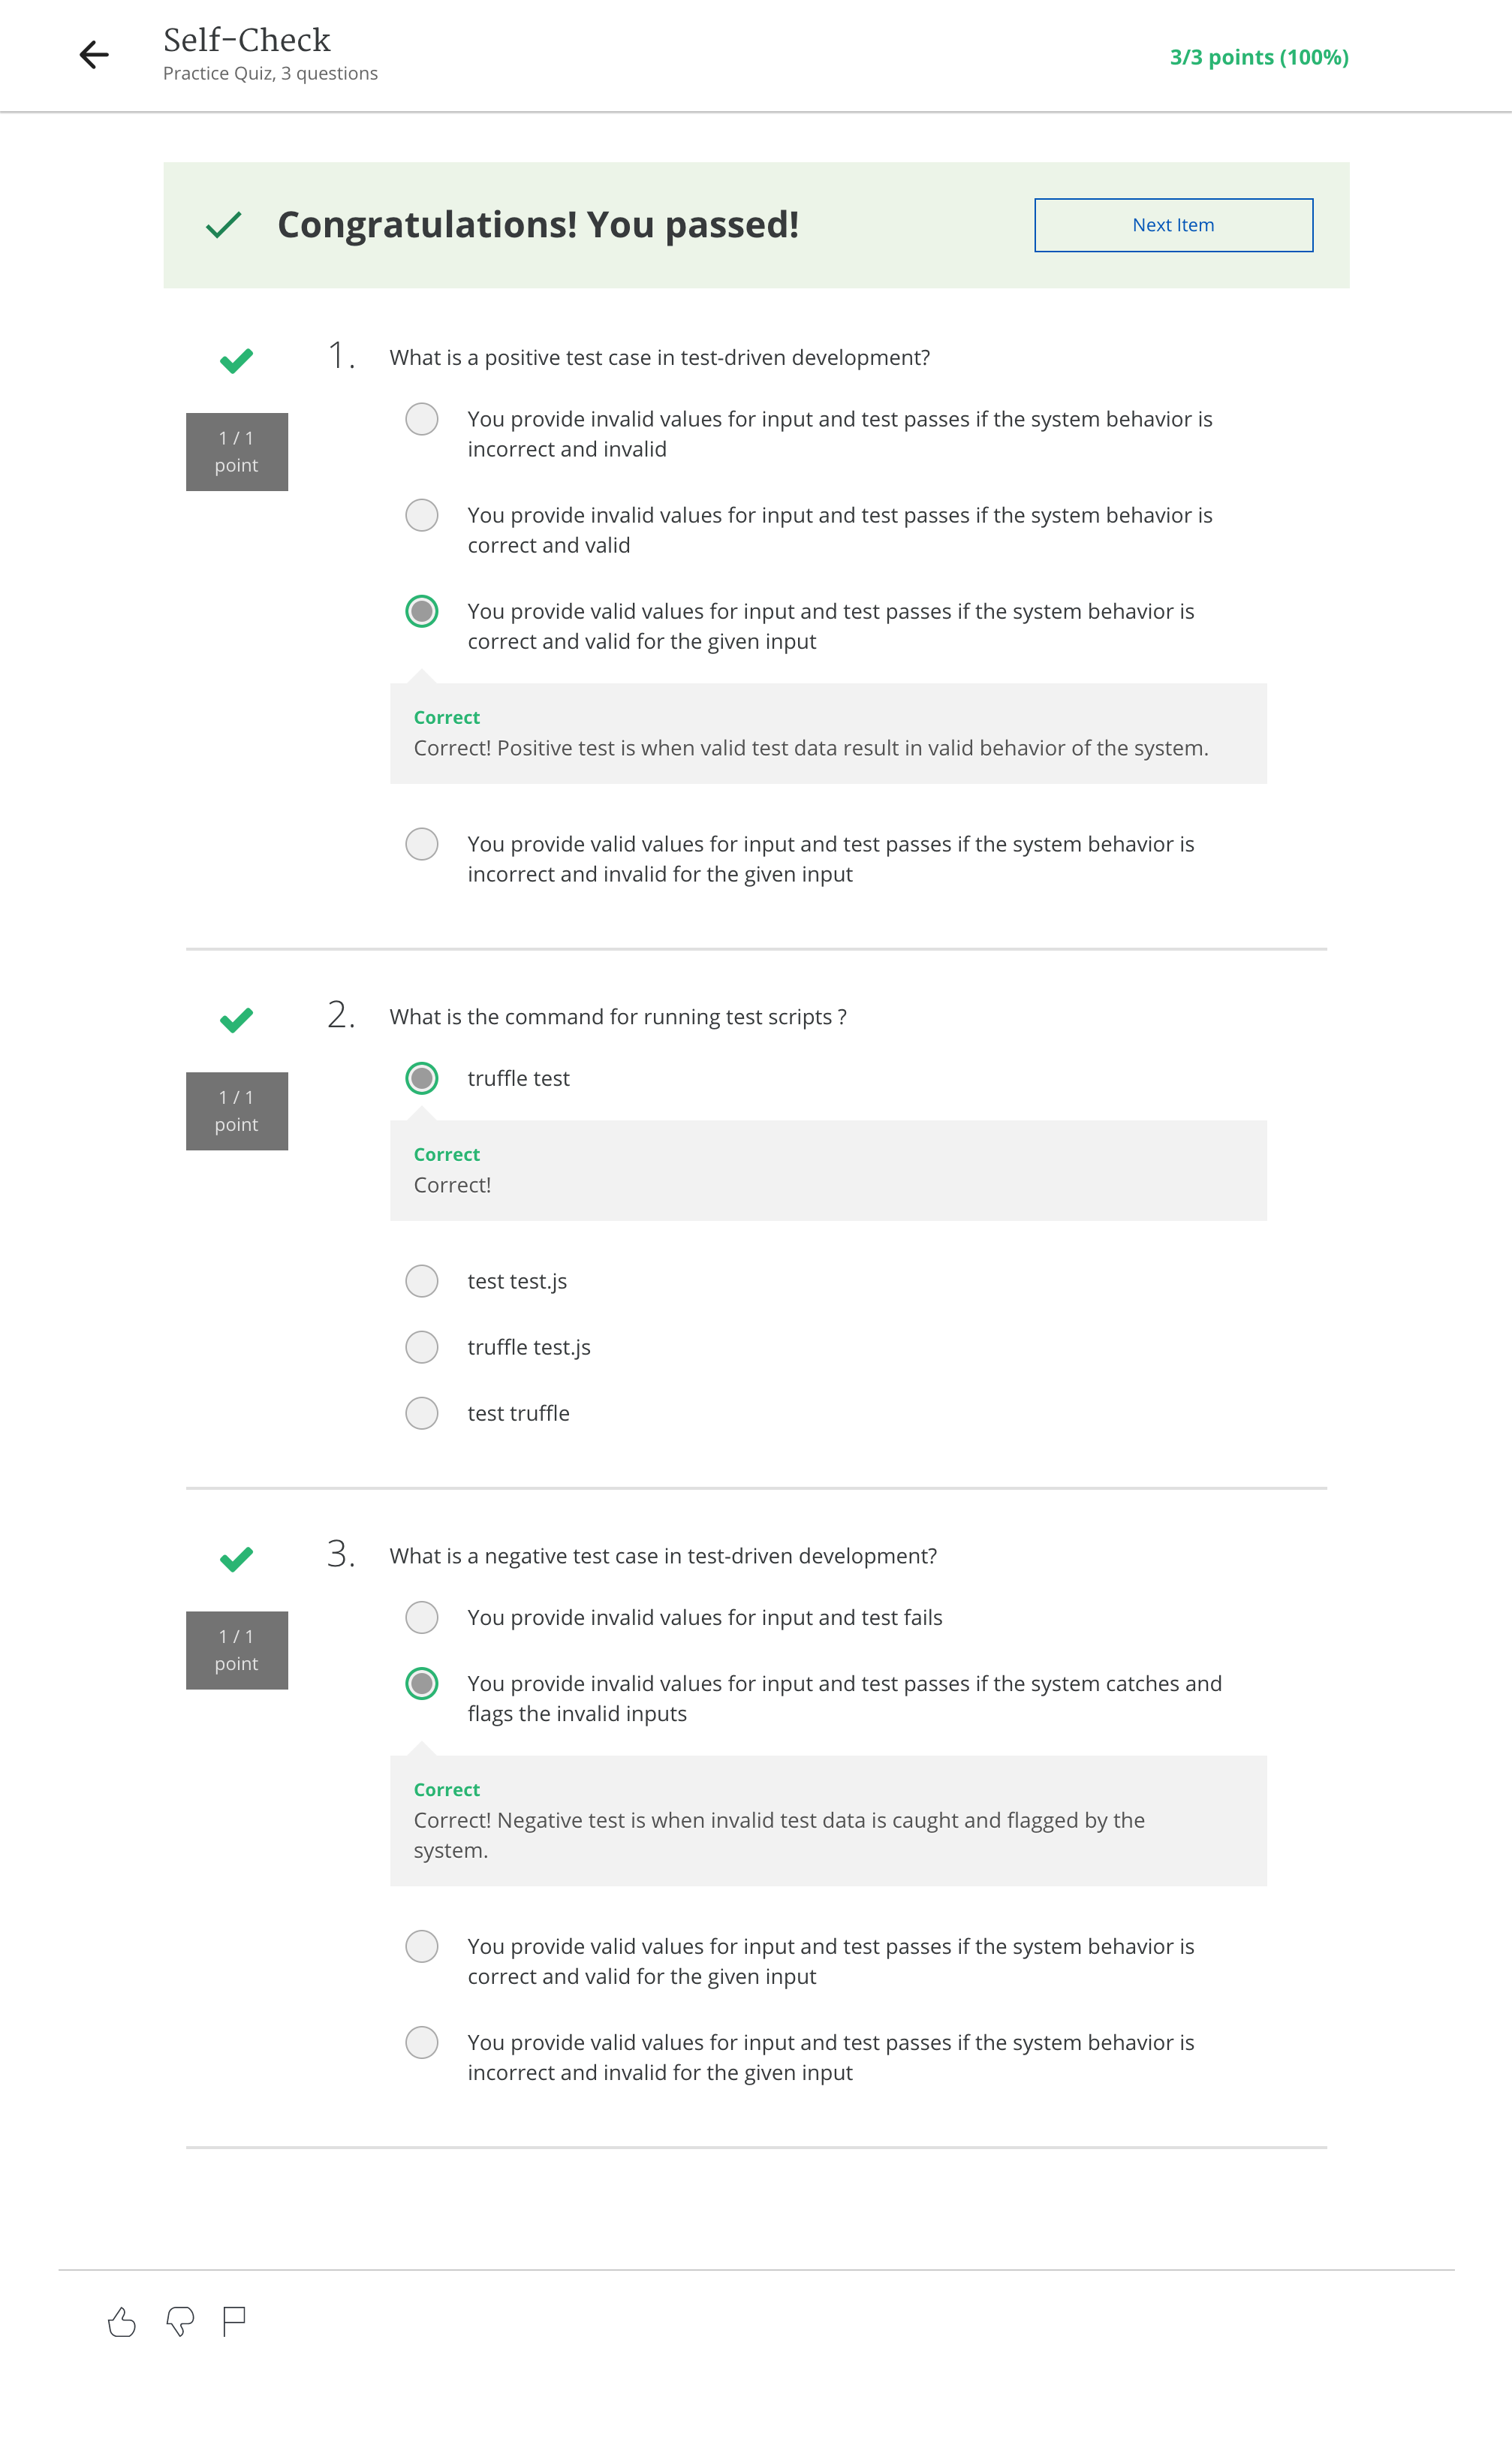 Self-Check
Practice Quiz, 3 questions
3/3 points (100%)
Congratulations! You passed!
Next Item
1 / 1
point
1.
What is a positive test case in test-driven development?
You provide invalid values for input and test passes if the system behavior is
incorrect and invalid
You provide invalid values for input and test passes if the system behavior is
correct and valid
You provide valid values for input and test passes if the system behavior is
correct and valid for the given input
Correct
Correct! Positive test is when valid test data result in valid behavior of the system.
You provide valid values for input and test passes if the system behavior is
incorrect and invalid for the given input
1 / 1
point
2.
What is the command for running test scripts ?
truffle test
Correct
Correct!
test test.js
truffle test.js
test truffle
1 / 1
point
3.
What is a negative test case in test-driven development?
You provide invalid values for input and test fails
You provide invalid values for input and test passes if the system catches and
flags the invalid inputs
Correct
Correct! Negative test is when invalid test data is caught and flagged by the
system.
You provide valid values for input and test passes if the system behavior is
correct and valid for the given input
You provide valid values for input and test passes if the system behavior is
incorrect and invalid for the given input